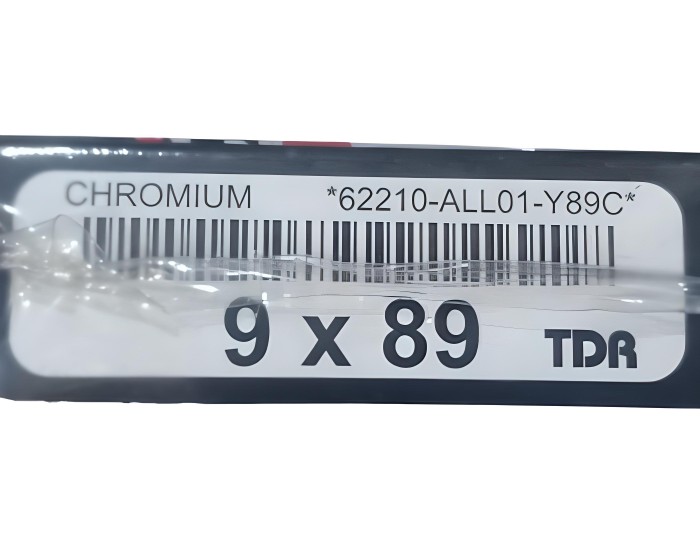 CHROMIUM *62210-ALL01-Y89C*
9 x 89 TDR